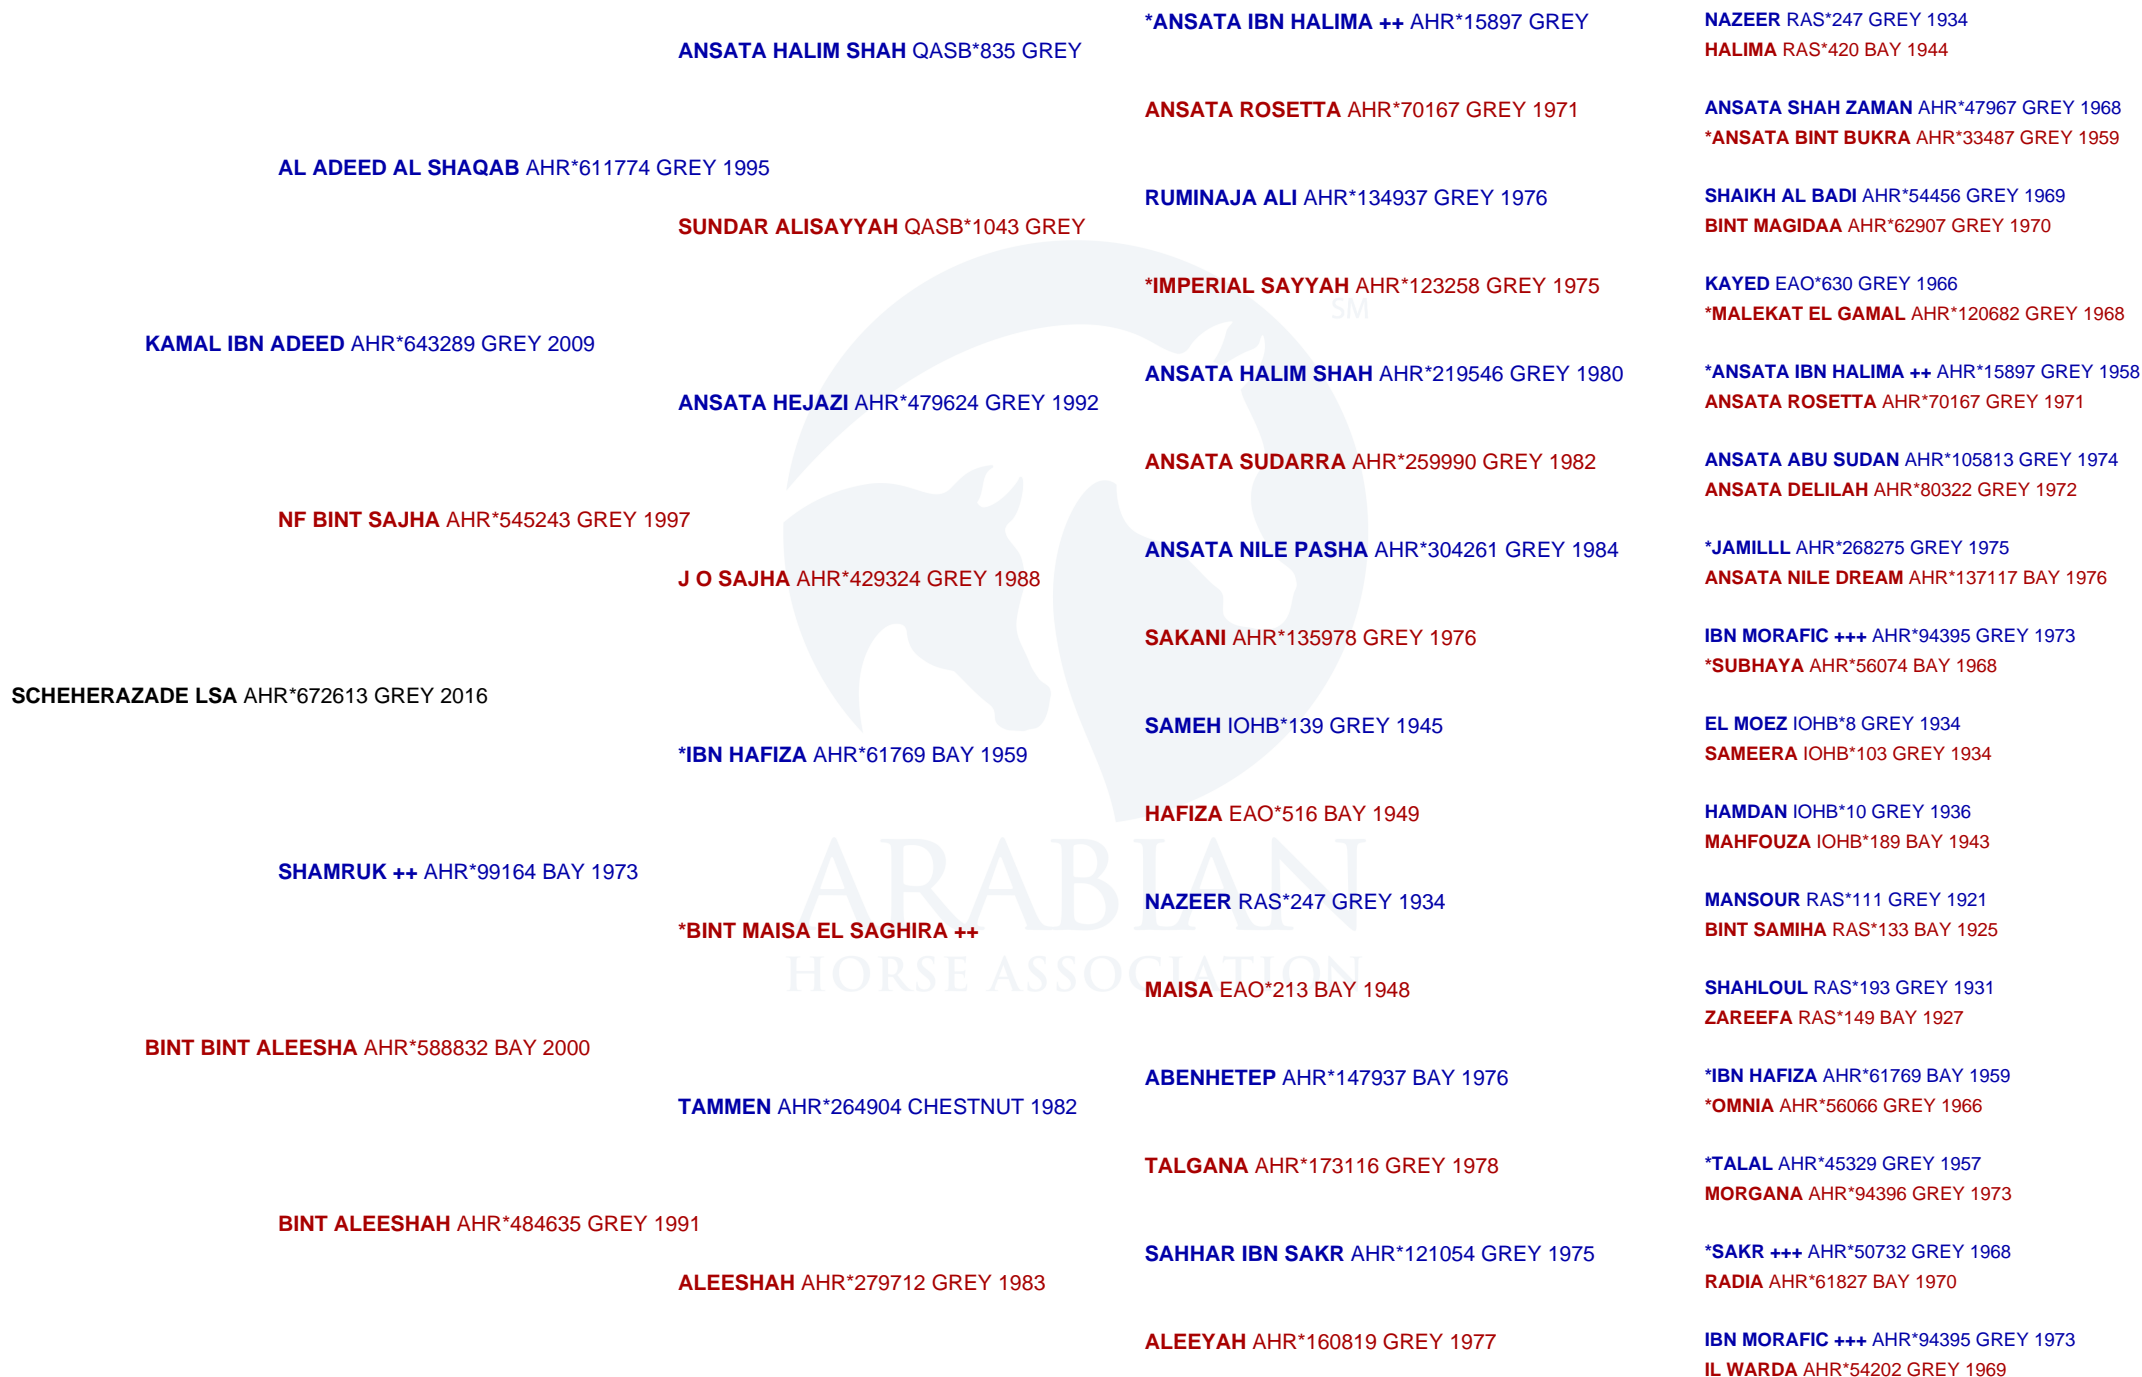 *ANSATA IBN HALIMA ++ AHR*15897 GREY
NAZEER RAS*247 GREY 1934
ANSATA HALIM SHAH QASB*835 GREY
HALIMA RAS*420 BAY 1944
ANSATA ROSETTA AHR*70167 GREY 1971
ANSATA SHAH ZAMAN AHR*47967 GREY 1968
*ANSATA BINT BUKRA AHR*33487 GREY 1959
AL ADEED AL SHAQAB AHR*611774 GREY 1995
RUMINAJA ALI AHR*134937 GREY 1976
SHAIKH AL BADI AHR*54456 GREY 1969
SUNDAR ALISAYYAH QASB*1043 GREY
BINT MAGIDAA AHR*62907 GREY 1970
*IMPERIAL SAYYAH AHR*123258 GREY 1975
KAYED EAO*630 GREY 1966
SM
*MALEKAT EL GAMAL AHR*120682 GREY 1968
KAMAL IBN ADEED AHR*643289 GREY 2009
ANSATA HALIM SHAH AHR*219546 GREY 1980
*ANSATA IBN HALIMA ++ AHR*15897 GREY 1958
ANSATA HEJAZI AHR*479624 GREY 1992
ANSATA ROSETTA AHR*70167 GREY 1971
ANSATA SUDARRA AHR*259990 GREY 1982
ANSATA ABU SUDAN AHR*105813 GREY 1974
ANSATA DELILAH AHR*80322 GREY 1972
NF BINT SAJHA AHR*545243 GREY 1997
ANSATA NILE PASHA AHR*304261 GREY 1984
*JAMILLL AHR*268275 GREY 1975
J O SAJHA AHR*429324 GREY 1988
ANSATA NILE DREAM AHR*137117 BAY 1976
SAKANI AHR*135978 GREY 1976
IBN MORAFIC +++ AHR*94395 GREY 1973
*SUBHAYA AHR*56074 BAY 1968
SCHEHERAZADE LSA AHR*672613 GREY 2016
SAMEH IOHB*139 GREY 1945
EL MOEZ IOHB*8 GREY 1934
*IBN HAFIZA AHR*61769 BAY 1959
SAMEERA IOHB*103 GREY 1934
HAFIZA EAO*516 BAY 1949
HAMDAN IOHB*10 GREY 1936
MAHFOUZA IOHB*189 BAY 1943
SHAMRUK ++ AHR*99164 BAY 1973
ARABIAN
NAZEER RAS*247 GREY 1934
MANSOUR RAS*111 GREY 1921
*BINT MAISA EL SAGHIRA ++
BINT SAMIHA RAS*133 BAY 1925
HORSE ASSOCIATION
MAISA EAO*213 BAY 1948
SHAHLOUL RAS*193 GREY 1931
ZAREEFA RAS*149 BAY 1927
BINT BINT ALEESHA AHR*588832 BAY 2000
ABENHETEP AHR*147937 BAY 1976
*IBN HAFIZA AHR*61769 BAY 1959
TAMMEN AHR*264904 CHESTNUT 1982
*OMNIA AHR*56066 GREY 1966
TALGANA AHR*173116 GREY 1978
*TALAL AHR*45329 GREY 1957
MORGANA AHR*94396 GREY 1973
BINT ALEESHAH AHR*484635 GREY 1991
SAHHAR IBN SAKR AHR*121054 GREY 1975
*SAKR +++ AHR*50732 GREY 1968
ALEESHAH AHR*279712 GREY 1983
RADIA AHR*61827 BAY 1970
ALEEYAH AHR*160819 GREY 1977
IBN MORAFIC +++ AHR*94395 GREY 1973
IL WARDA AHR*54202 GREY 1969